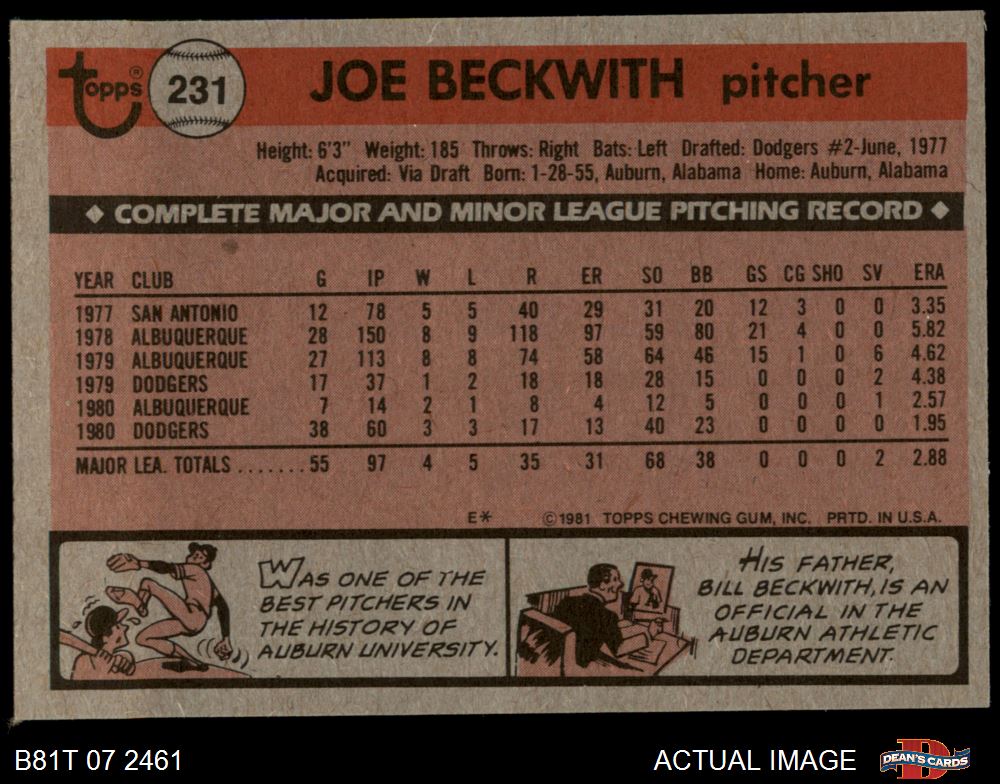 topps® 231 JOE BECKWITH pitcher
Height: 6'3" Weight: 185 Throws: Right Bats: Left Drafted: Dodgers #2-June, 1977
Acquired: Via Draft Born: 1-28-55, Auburn, Alabama Home: Auburn, Alabama
◆ COMPLETE MAJOR AND MINOR LEAGUE PITCHING RECORD ◆
YEAR CLUB G IP W L R ER SO BB GS CG SHO SV ERA
1977 SAN ANTONIO 12 78 5 5 40 29 31 20 12 3 0 0 3.35
1978 ALBUQUERQUE 28 150 8 9 118 97 59 80 21 4 0 0 5.82
1979 ALBUQUERQUE 27 113 8 8 74 58 64 46 15 1 0 6 4.62
1979 DODGERS 17 37 1 2 18 18 28 15 0 0 0 2 4.38
1980 ALBUQUERQUE 7 14 2 1 8 4 12 5 0 0 0 1 2.57
1980 DODGERS 38 60 3 3 17 13 40 23 0 0 0 0 1.95
MAJOR LEA. TOTALS ....... 55 97 4 5 35 31 68 38 0 0 0 2 2.88
E* ©1981 TOPPS CHEWING GUM, INC. PRTD. IN U.S.A.
WAS ONE OF THE
BEST PITCHERS IN
THE HISTORY OF
AUBURN UNIVERSITY.
HIS FATHER,
BILL BECKWITH, IS AN
OFFICIAL IN THE
AUBURN ATHLETIC
DEPARTMENT.
B81T 07 2461 ACTUAL IMAGE DEAN'S CARDS